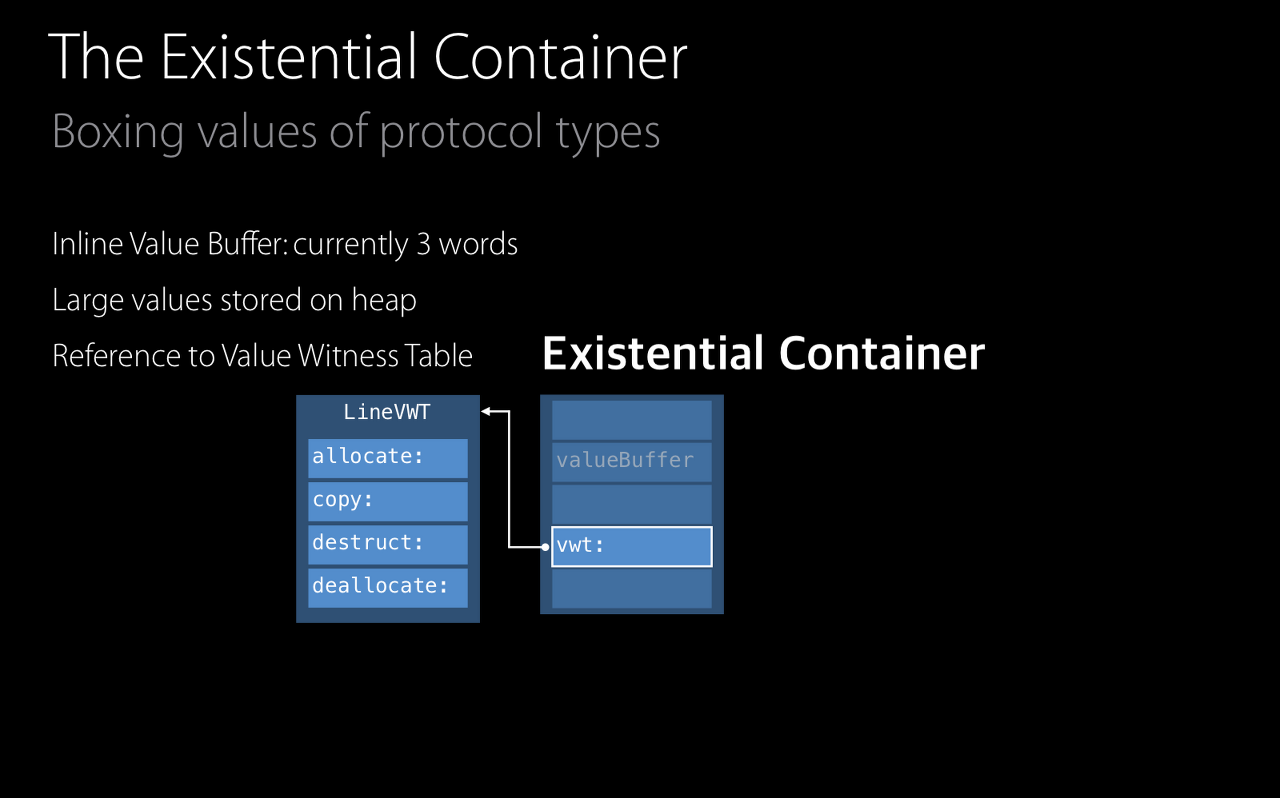 The Existential Container
Boxing values of protocol types
Inline Value Buffer: currently 3 words
Large values stored on heap
Reference to Value Witness Table
Existential Container
LineVWT
allocate:
copy:
destruct:
deallocate:
valueBuffer
vwt: